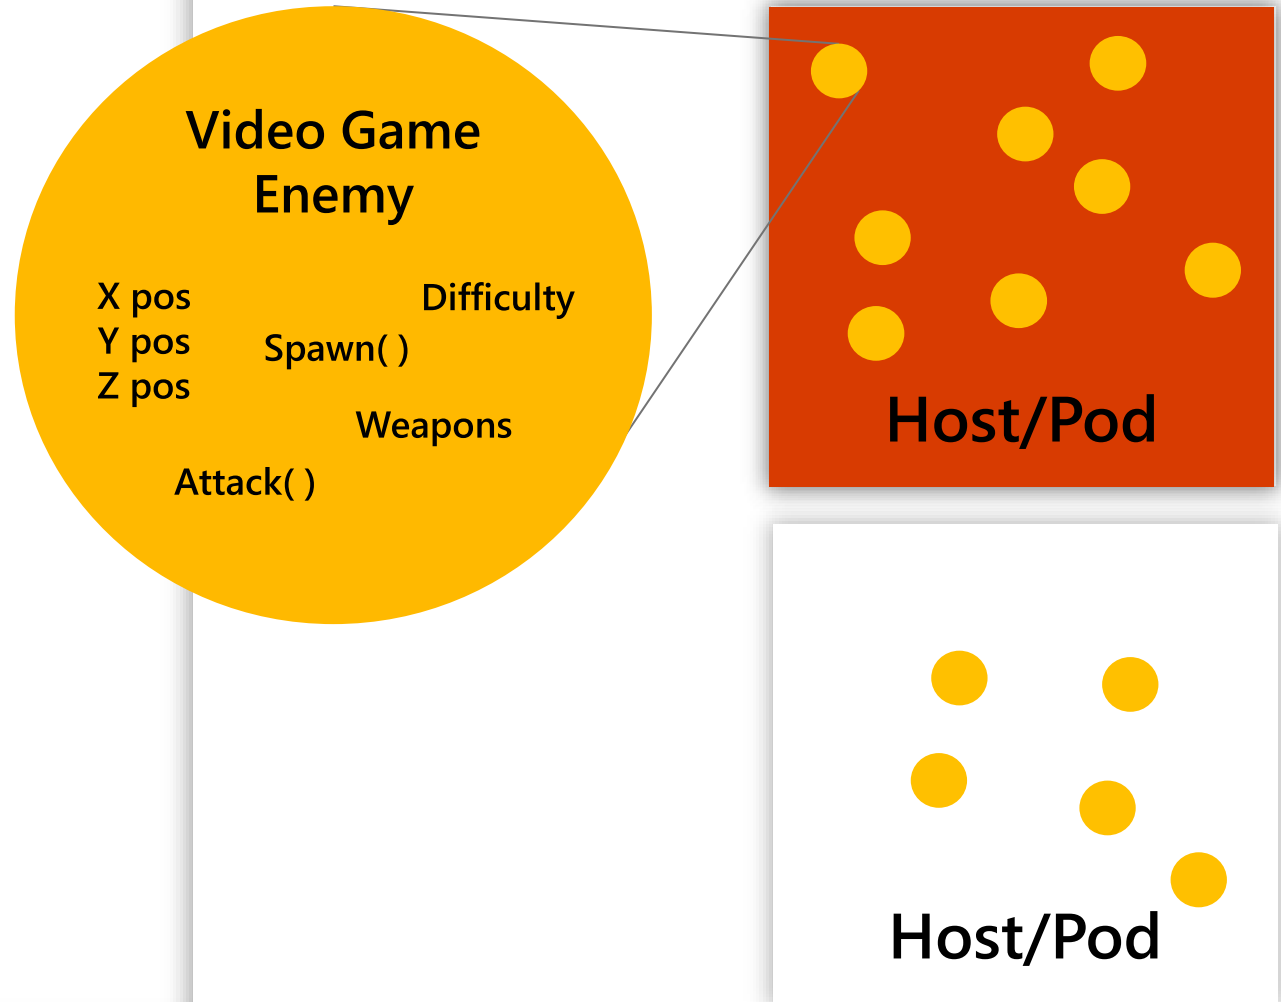 Video Game
Enemy
X pos
Y pos
Z pos
Difficulty
Spawn( )
Weapons
Attack( )
Host/Pod
Host/Pod